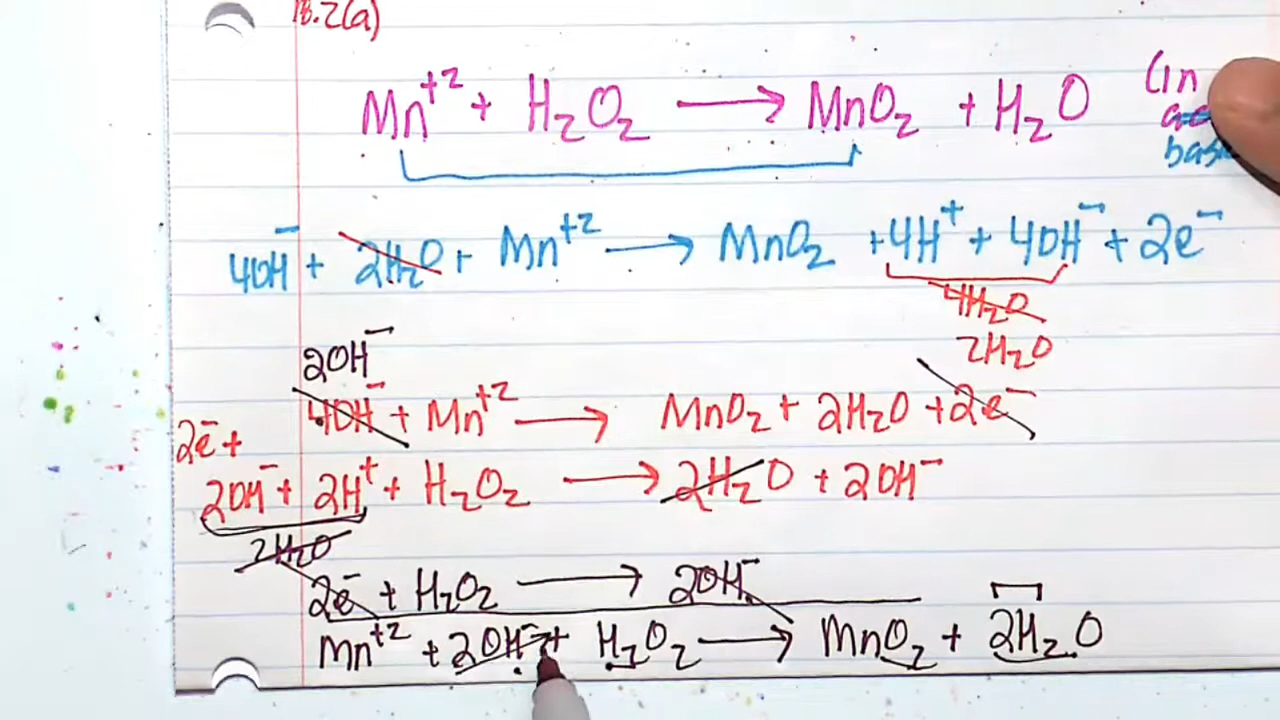 18.2(a)
Mn⁺² + H₂O₂ → MnO₂ + H₂O (in
basi
4OH⁻ + 2H₂O + Mn⁺² → MnO₂ + 4H⁺ + 4OH⁻ + 2e⁻
4H₂O
2H₂O
2OH⁻
4OH⁻ + Mn⁺² → MnO₂ + 2H₂O + 2e⁻
2e⁻ +
2OH⁻ + 2H⁺ + H₂O₂ → 2H₂O + 2OH⁻
2H₂O
2e⁻ + H₂O₂ → 2OH⁻
Mn⁺² + 2OH⁻ + H₂O₂ → MnO₂ + 2H₂O